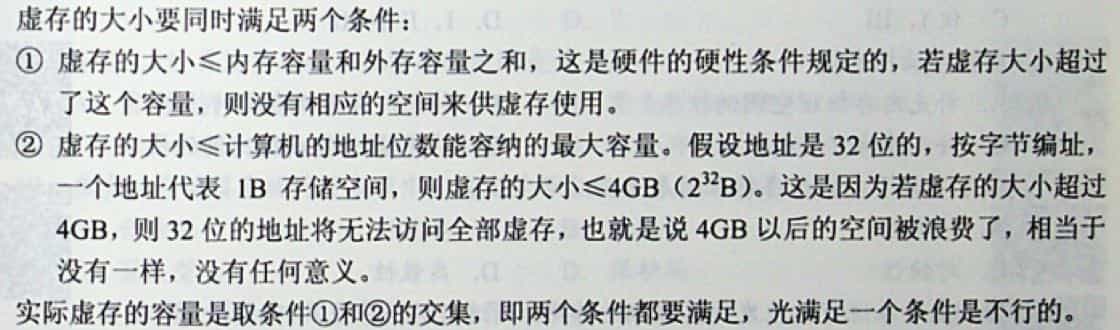 虚存的大小要同时满足两个条件：
① 虚存的大小≤内存容量和外存容量之和，这是硬件的硬性条件规定的，若虚存大小超过
了这个容量，则没有相应的空间来供虚存使用。
② 虚存的大小≤计算机的地址位数能容纳的最大容量。假设地址是 32 位的，按字节编址，
一个地址代表 1B 存储空间，则虚存的大小≤4GB（2³²B）。这是因为若虚存的大小超过
4GB，则 32 位的地址将无法访问全部虚存，也就是说 4GB 以后的空间被浪费了，相当于
没有一样，没有任何意义。
实际虚存的容量是取条件①和②的交集，即两个条件都要满足，光满足一个条件是不行的。